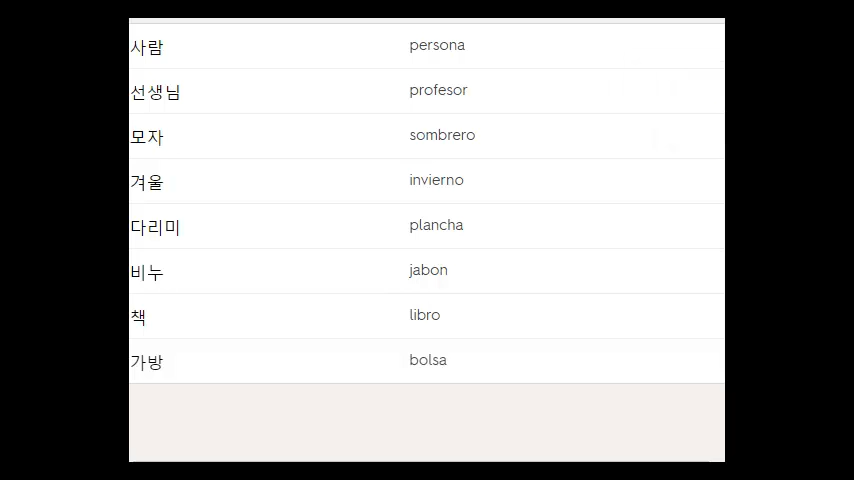 사람 persona
선생님 profesor
모자 sombrero
겨울 invierno
다리미 plancha
비누 jabon
책 libro
가방 bolsa